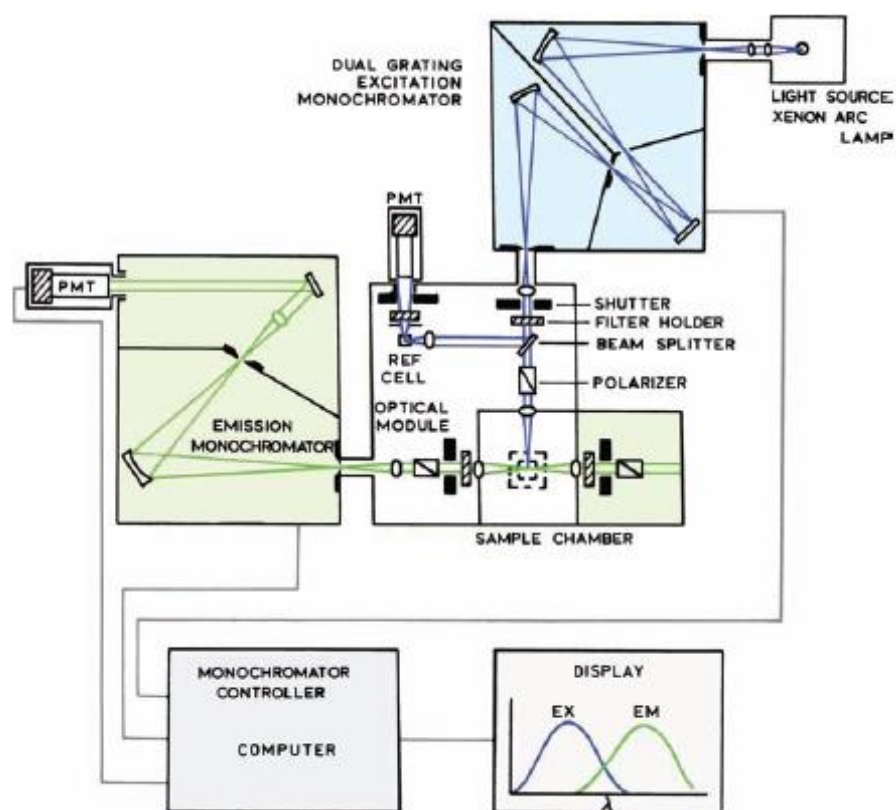 DUAL GRATING
EXCITATION
MONOCHROMATOR
LIGHT SOURCE
XENON ARC
LAMP
PMT
PMT
SHUTTER
FILTER HOLDER
BEAM SPLITTER
REF
CELL
POLARIZER
OPTICAL
MODULE
EMISSION
MONOCHROMATOR
SAMPLE CHAMBER
MONOCHROMATOR
CONTROLLER
COMPUTER
DISPLAY
EX
EM